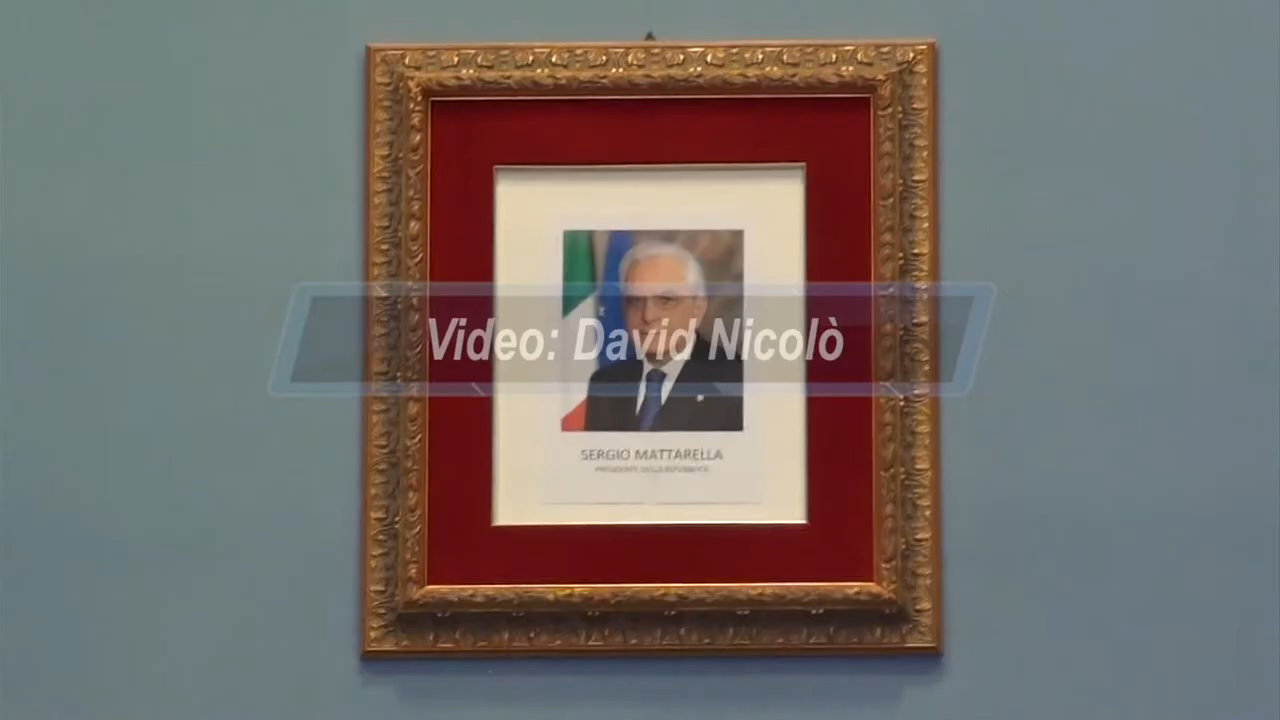 Video: David Nicolò
SERGIO MATTARELLA
PRESIDENTE DELLA REPUBBLICA